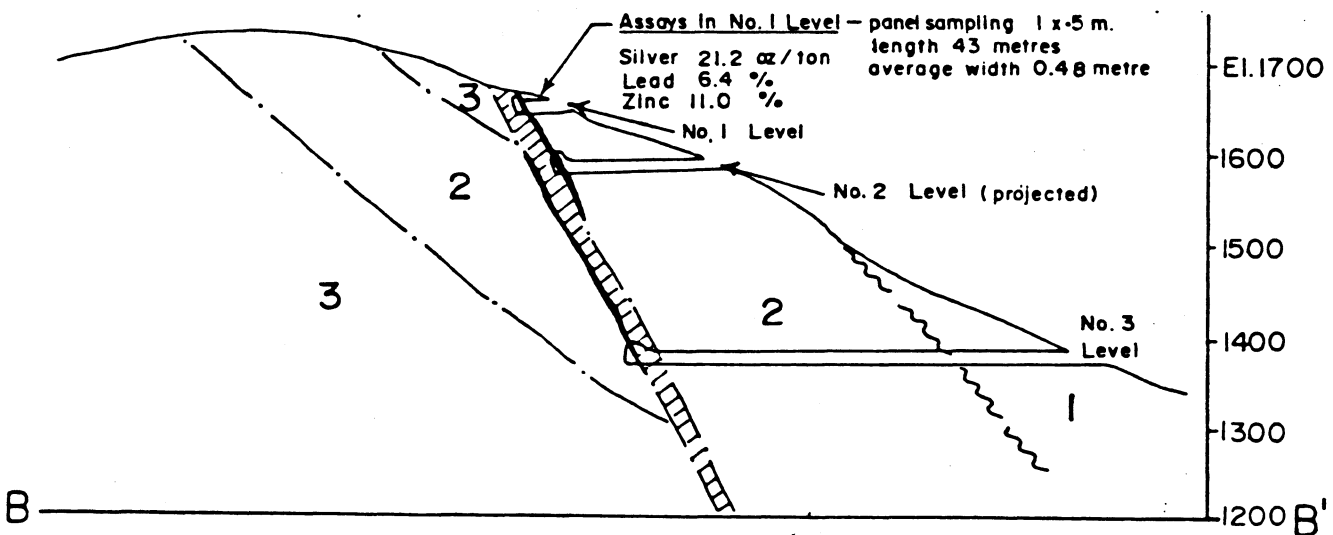 Assays In No. 1 Level — panel sampling 1 x .5 m.
length 43 metres
average width 0.48 metre
Silver 21.2 oz/ton
Lead 6.4 %
Zinc 11.0 %
El. 1700
3
No. 1 Level
1600
2
No. 2 Level (projected)
1500
3
2
No. 3
Level
1400
1
1300
B
1200 B'